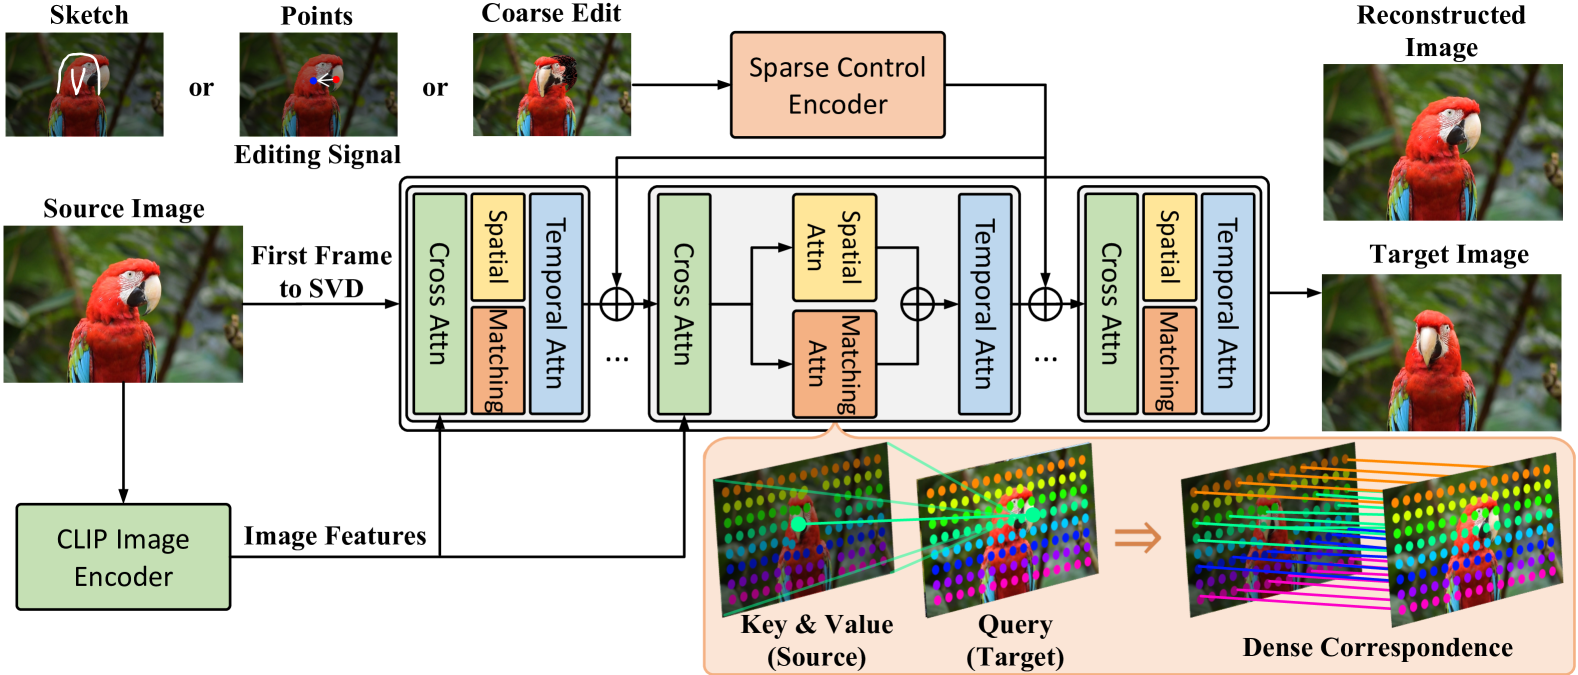 Sketch
Points
Coarse Edit
or
or
Editing Signal
Sparse Control
Encoder
Reconstructed
Image
Source Image
First Frame
to SVD
Cross Attn
Spatial
Matching
Temporal Attn
...
Cross Attn
Spatial
Attn
Matching
Attn
Temporal Attn
...
Cross Attn
Spatial
Matching
Temporal Attn
Target Image
CLIP Image
Encoder
Image Features
Key & Value
(Source)
Query
(Target)
Dense Correspondence